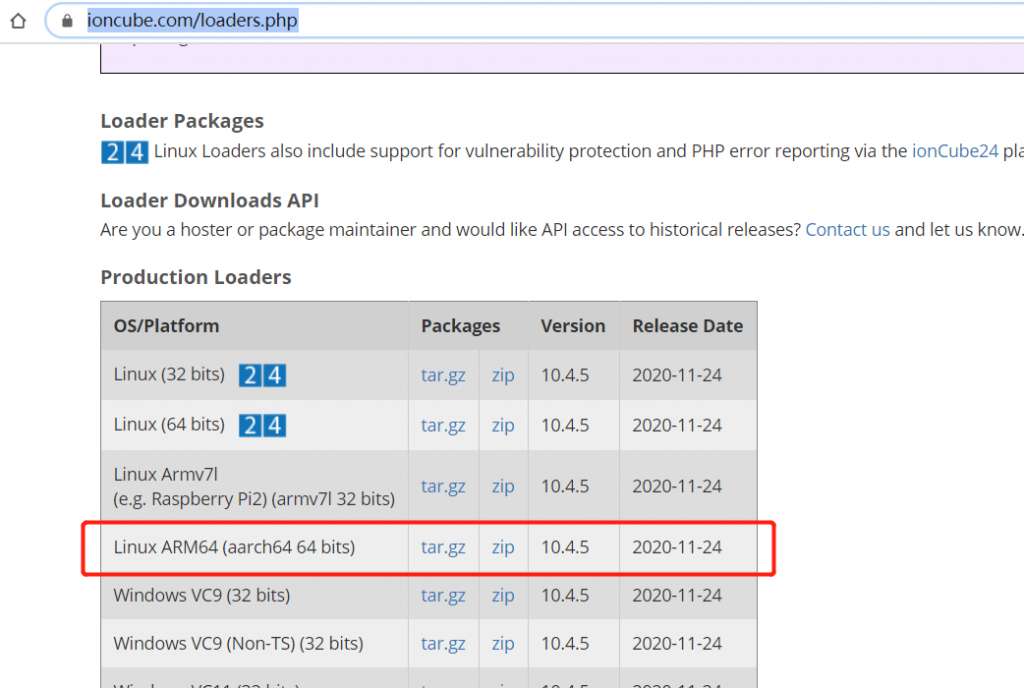 ioncube.com/loaders.php
Loader Packages
24 Linux Loaders also include support for vulnerability protection and PHP error reporting via the ionCube24
Loader Downloads API
Are you a hoster or package maintainer and would like API access to historical releases? Contact us and let us know.
Production Loaders
OS/Platform Packages Version Release Date
Linux (32 bits) 24 tar.gz zip 10.4.5 2020-11-24
Linux (64 bits) 24 tar.gz zip 10.4.5 2020-11-24
Linux Armv7l
(e.g. Raspberry Pi2) (armv7l 32 bits) tar.gz zip 10.4.5 2020-11-24
Linux ARM64 (aarch64 64 bits) tar.gz zip 10.4.5 2020-11-24
Windows VC9 (32 bits) tar.gz zip 10.4.5 2020-11-24
Windows VC9 (Non-TS) (32 bits) tar.gz zip 10.4.5 2020-11-24